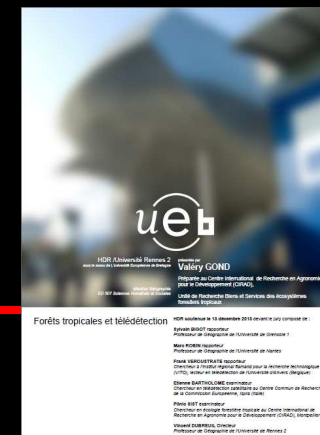 ueb
HDR /Université Rennes 2
sous le sceau de L'Université Européenne de Bretagne
Mention Géographie
ED 507 Sciences Humaines et Sociales
présentée par
Valéry GOND
Préparée au Centre International de Recherche en Agronomie
pour le Développement (CIRAD),
Unité de Recherche Biens et Services des écosystèmes
forestiers tropicaux
Forêts tropicales et télédétection
HDR soutenue le 13 décembre 2013 devant le jury composé de :
Sylvain BIGOT rapporteur
Professeur de Géographie de l'Université de Grenoble 1
Marc ROBIN rapporteur
Professeur de Géographie de l'Université de Nantes
Frank VEROUSTRATE rapporteur
Chercheur à l'Institut régional flamand pour la recherche technologique
(VITO), lecteur en télédétection de l'Université d'Anvers (Belgique)
Etienne BARTHOLOME examinateur
Chercheur en télédétection satellitaire au Centre Commun de Recherche
de la Commission Européenne, Ispra (Italie)
Plinio SIST examinateur
Chercheur en écologie forestière tropicale au Centre International de
Recherche en Agronomie pour le Développement (CIRAD), Montpellier
Vincent DUBREUIL Directeur
Professeur de Géographie de l'Université de Rennes 2